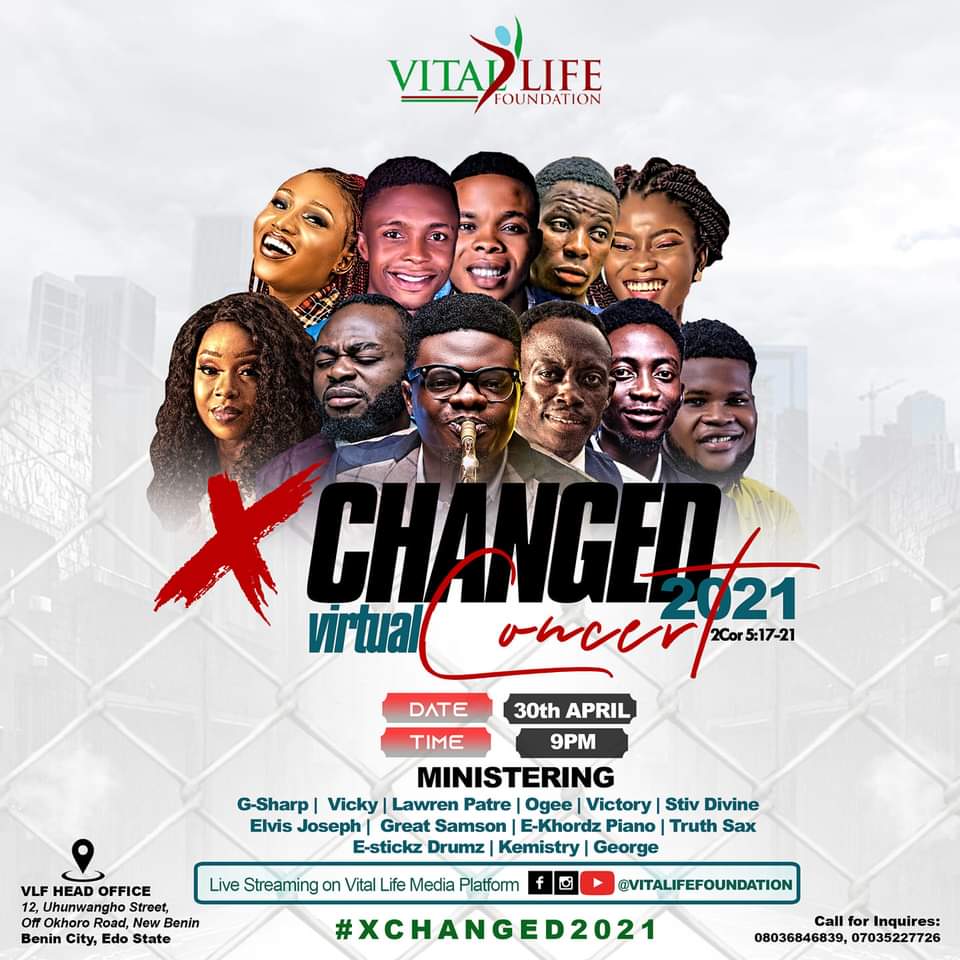 VITAL LIFE
FOUNDATION
X CHANGED
virtual Concert 2021
2Cor 5:17-21
DATE 30th APRIL
TIME 9PM
MINISTERING
G-Sharp | Vicky | Lawren Patre | Ogee | Victory | Stiv Divine
Elvis Joseph | Great Samson | E-Khordz Piano | Truth Sax
E-stickz Drumz | Kemistry | George
Live Streaming on Vital Life Media Platform @VITALIFEFOUNDATION
#XCHANGED2021
VLF HEAD OFFICE
12, Uhunwangho Street,
Off Okhoro Road, New Benin
Benin City, Edo State
Call for Inquires:
08036846839, 07035227726